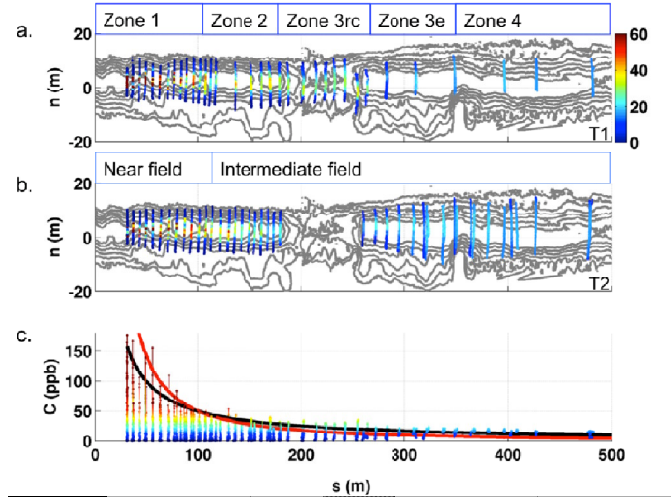 Zone 1 Zone 2 Zone 3rc Zone 3e Zone 4
a.
20
0
-20
n (m)
60
40
20
0
T1
Near field Intermediate field
b.
20
0
-20
n (m)
T2
c.
150
100
50
0
C (ppb)
0 100 200 300 400 500
s (m)